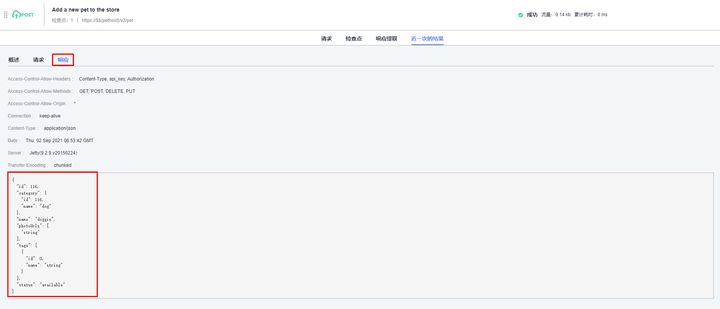 POST
Add a new pet to the store
检查点：1 | https://${pethost}/v2/pet
成功 流量：0.14 kb 累计耗时：0 ms
请求 检查点 响应提取 近一次的结果
概述 请求 响应
Access-Control-Allow-Headers : Content-Type, api_key, Authorization
Access-Control-Allow-Methods : GET, POST, DELETE, PUT
Access-Control-Allow-Origin : *
Connection : keep-alive
Content-Type : application/json
Date : Thu, 02 Sep 2021 06:53:42 GMT
Server : Jetty(9.2.9.v20150224)
Transfer Encoding : chunked
{
"id": 116,
"category": {
"id": 116,
"name": "dog"
},
"name": "doggie",
"photoUrls": [
"string"
],
"tags": [
{
"id": 0,
"name": "string"
}
],
"status": "available"
}